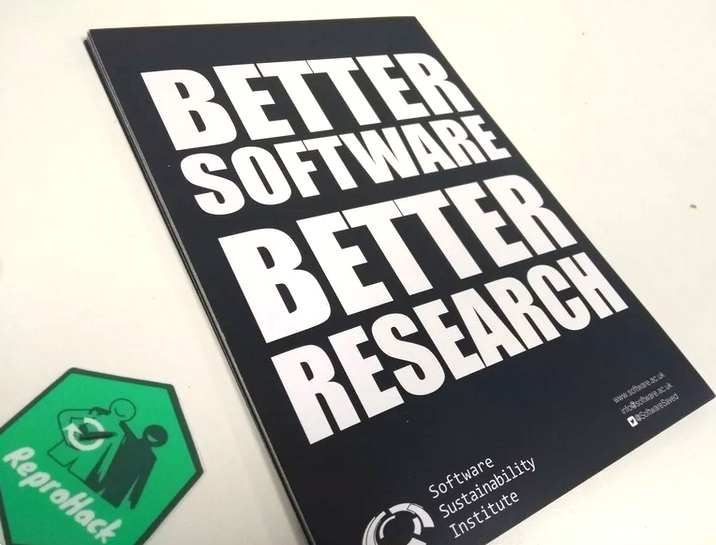 BETTER
SOFTWARE
BETTER
RESEARCH
www.software.ac.uk
info@software.ac.uk
@SoftwareSaved
Software
Sustainability
Institute
ReproHack